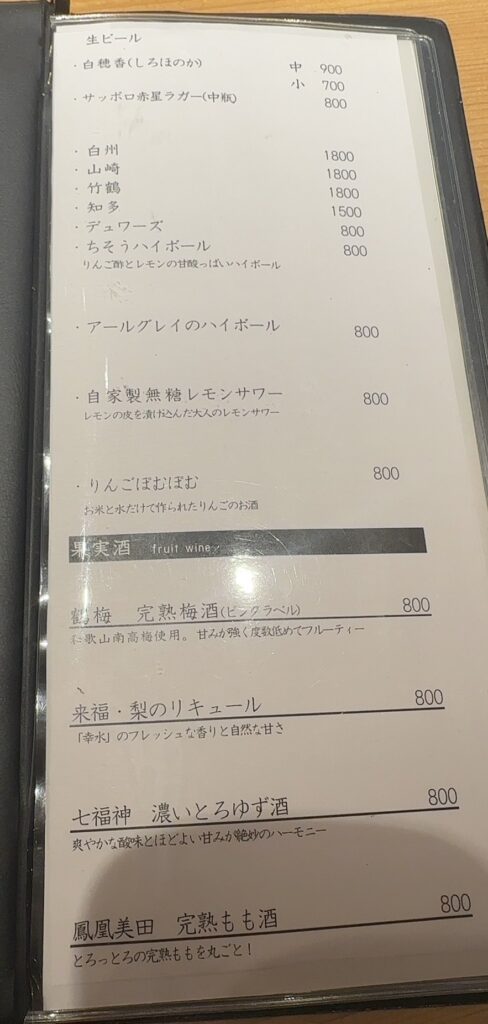 生ビール
・白穂香(しろほのか) 中 900
小 700
・サッポロ赤星ラガー(中瓶) 800
・白州 1800
・山崎 1800
・竹鶴 1800
・知多 1500
・デュワーズ 800
・ちそうハイボール 800
りんご酢とレモンの甘酸っぱいハイボール
・アールグレイのハイボール 800
・自家製無糖レモンサワー 800
レモンの皮を漬け込んだ大人のレモンサワー
・りんごぽむぽむ 800
お米と水だけで作られたりんごのお酒
果実酒 fruit wine
鶴梅 完熟梅酒(ピンクラベル) 800
和歌山南高梅使用。甘みが強く度数低めでフルーティー
来福・梨のリキュール 800
「幸水」のフレッシュな香りと自然な甘さ
七福神 濃いとろゆず酒 800
爽やかな酸味とほどよい甘みが絶妙のハーモニー
鳳凰美田 完熟もも酒 800
とろっとろの完熟ももを丸ごと！